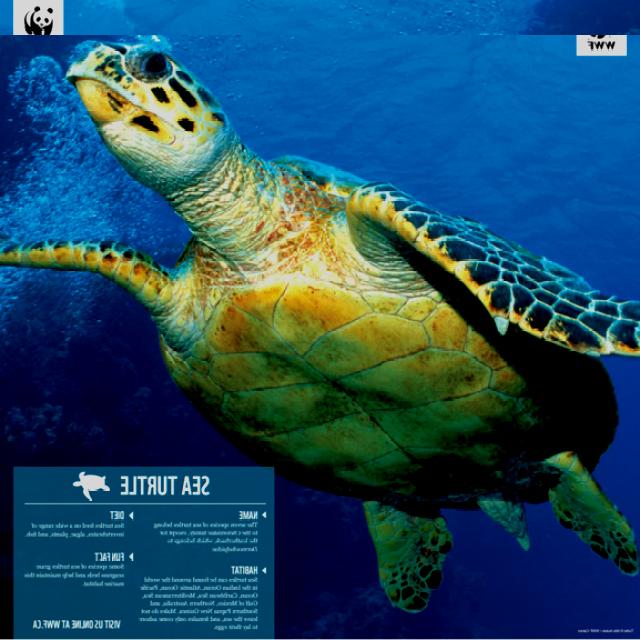 WWF
SEA TURTLE
NAME
The seven species of sea turtles belong
to the Cheloniidae family, except for
the leatherback, which belongs to
Dermochelyidae.
HABITAT
Sea turtles can be found around the world
in the Indian Ocean, Atlantic Ocean, Pacific
Ocean, Caribbean Sea, Mediterranean Sea,
Gulf of Mexico, Northern Australia, and
Southern Papua New Guinea. Males do not
leave the sea, and females only come ashore
to lay their eggs.
DIET
Sea turtles feed on a wide range of
invertebrates, algae, plants, and fish.
FUN FACT
Some species of sea turtles graze on
seagrass beds and help maintain this
marine habitat.
VISIT US ONLINE AT WWF.CA